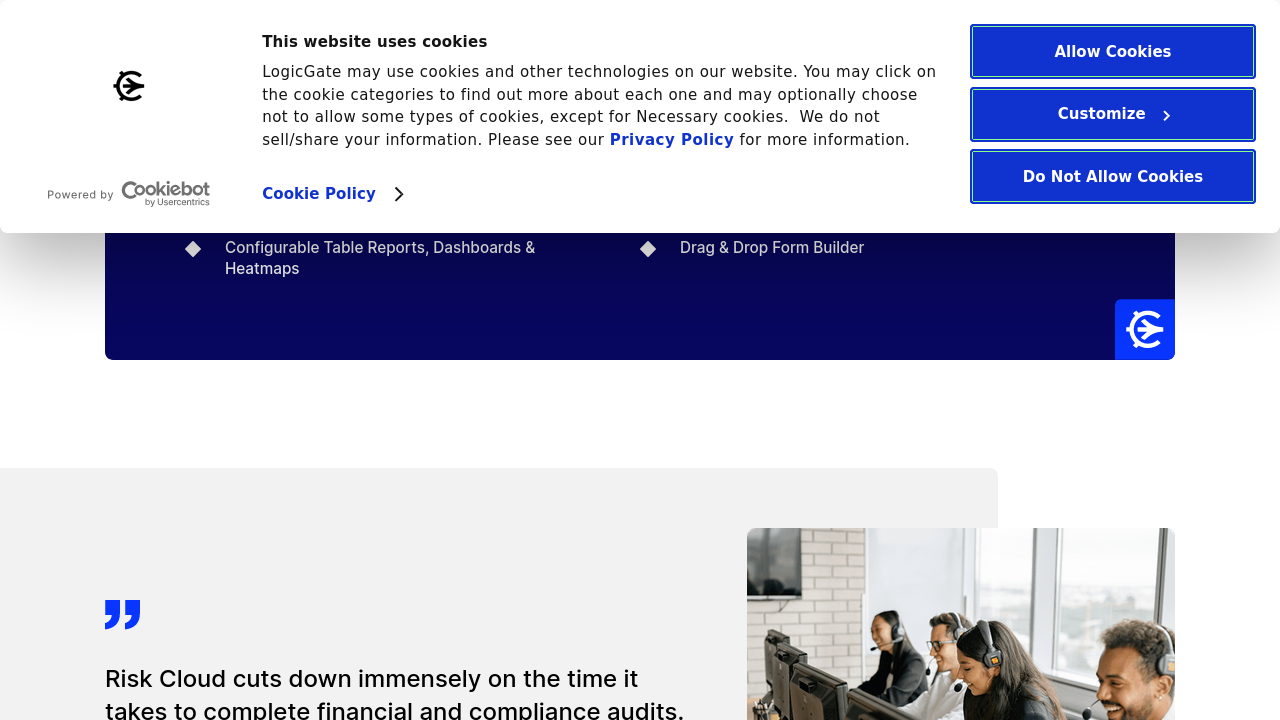 This website uses cookies
LogicGate may use cookies and other technologies on our website. You may click on
the cookie categories to find out more about each one and may optionally choose
not to allow some types of cookies, except for Necessary cookies.  We do not
sell/share your information. Please see our Privacy Policy for more information.
Cookie Policy
Powered by Cookiebot
by Usercentrics
Allow Cookies
Customize
Do Not Allow Cookies
Configurable Table Reports, Dashboards &
Heatmaps
Drag & Drop Form Builder
Risk Cloud cuts down immensely on the time it
takes to complete financial and compliance audits.